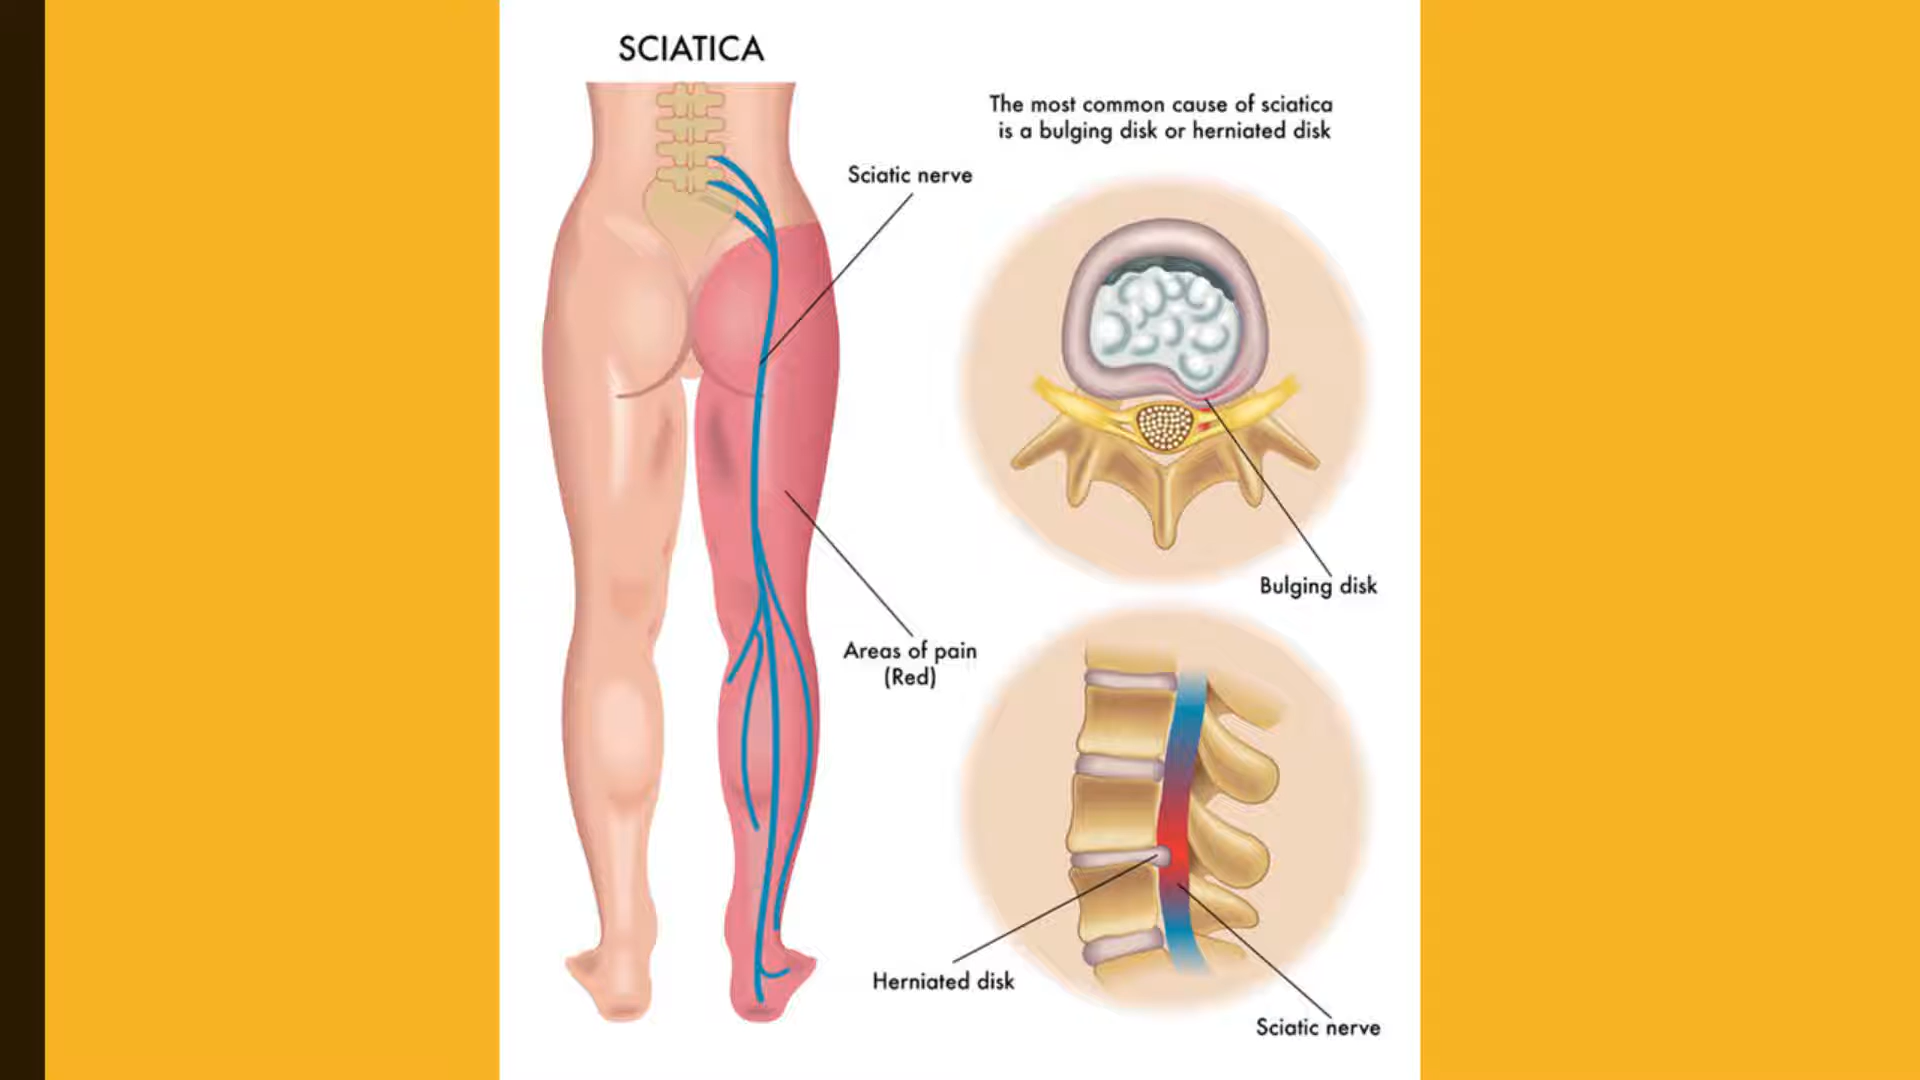 SCIATICA
The most common cause of sciatica
is a bulging disk or herniated disk
Sciatic nerve
Bulging disk
Areas of pain
(Red)
Herniated disk
Sciatic nerve